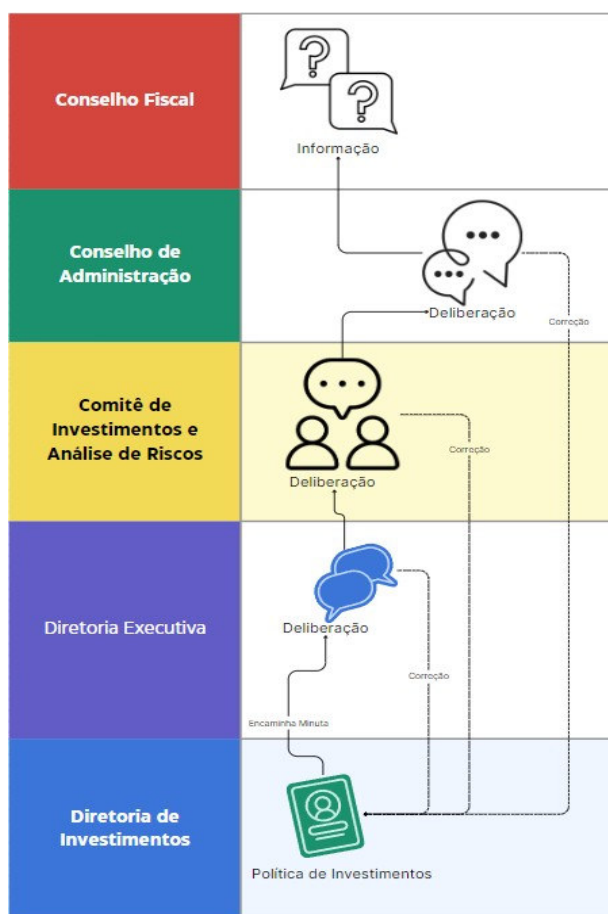 Conselho Fiscal
Informação
Conselho de
Administração
Deliberação
Correção
Comitê de
Investimentos e
Análise de Riscos
Deliberação
Correção
Diretoria Executiva
Deliberação
Correção
Encaminha Minuta
Diretoria de
Investimentos
Política de Investimentos